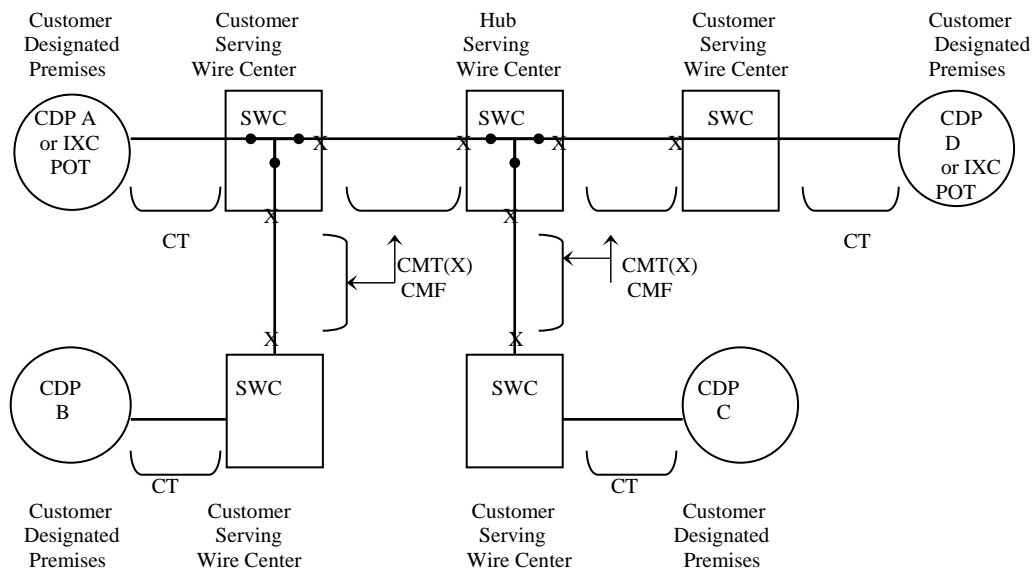 Customer
Designated
Premises
Customer
Serving
Wire Center
Hub
Serving
Wire Center
Customer
Serving
Wire Center
Customer
Designated
Premises
CDP A
or IXC
POT
SWC
X
X
SWC
X
X
SWC
CDP
D
or IXC
POT
X
X
CT
CT
CMT(X)
CMF
CMT(X)
CMF
X
X
CDP
B
SWC
SWC
CDP
C
CT
CT
Customer
Designated
Premises
Customer
Serving
Wire Center
Customer
Serving
Wire Center
Customer
Designated
Premises